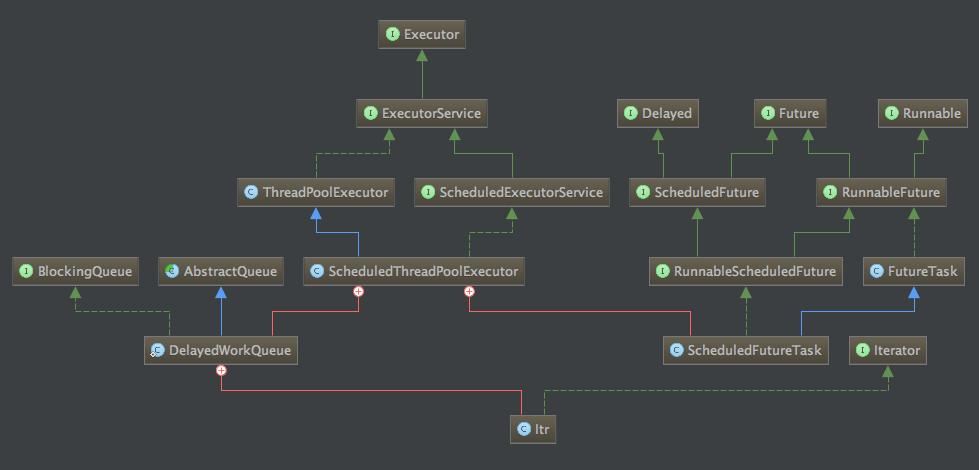 I Executor
I ExecutorService
I Delayed
I Future
I Runnable
C ThreadPoolExecutor
I ScheduledExecutorService
I ScheduledFuture
I RunnableFuture
I BlockingQueue
C AbstractQueue
C ScheduledThreadPoolExecutor
I RunnableScheduledFuture
C FutureTask
C DelayedWorkQueue
C ScheduledFutureTask
I Iterator
C Itr